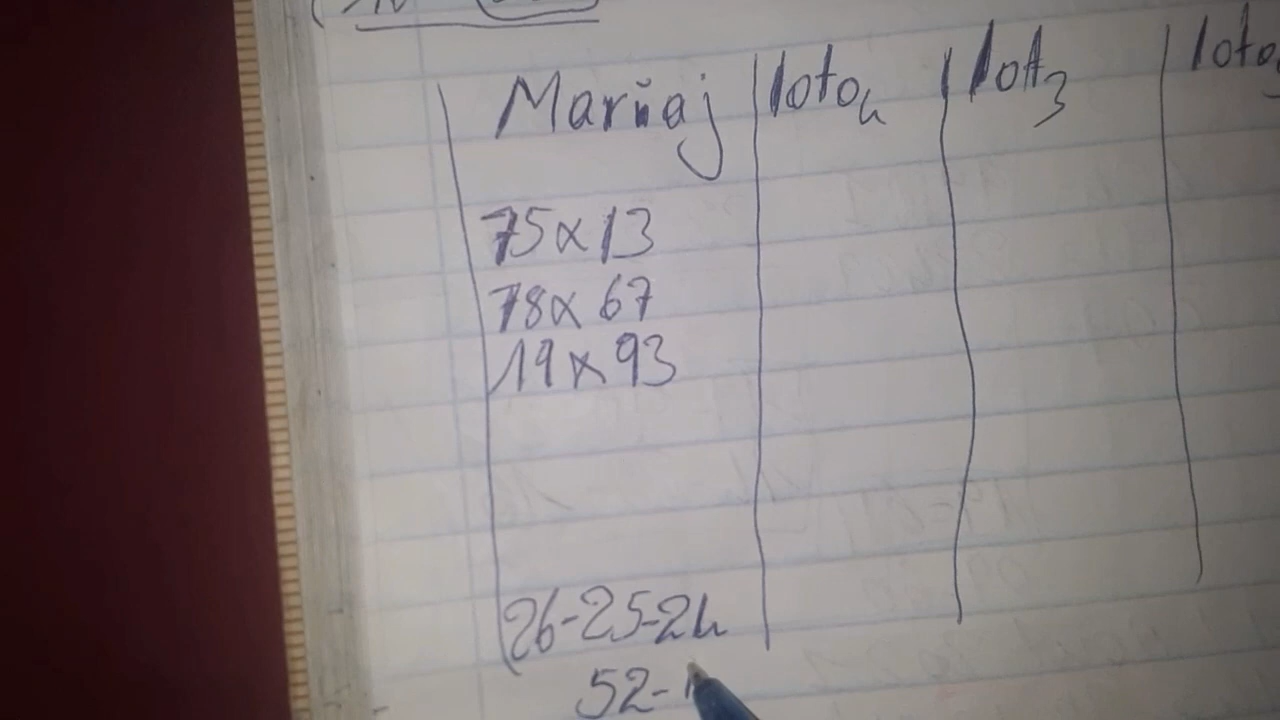 Mariaj loto4 lot3 loto
75x13
78x67
19x93
26-25-24
52-